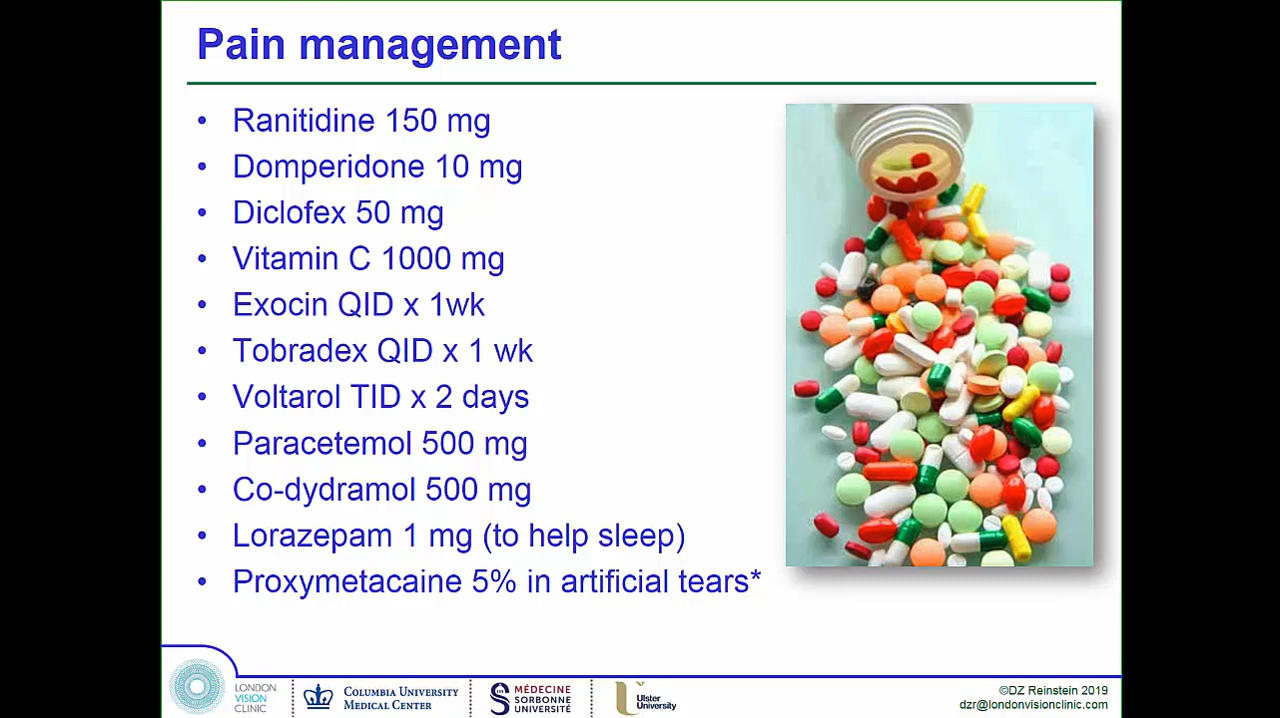 Pain management
• Ranitidine 150 mg
• Domperidone 10 mg
• Diclofex 50 mg
• Vitamin C 1000 mg
• Exocin QID x 1wk
• Tobradex QID x 1 wk
• Voltarol TID x 2 days
• Paracetemol 500 mg
• Co-dydramol 500 mg
• Lorazepam 1 mg (to help sleep)
• Proxymetacaine 5% in artificial tears*
LONDON
VISION
CLINIC
COLUMBIA UNIVERSITY
MEDICAL CENTER
MÉDECINE
SORBONNE
UNIVERSITÉ
Ulster
University
©DZ Reinstein 2019
dzr@londonvisionclinic.com